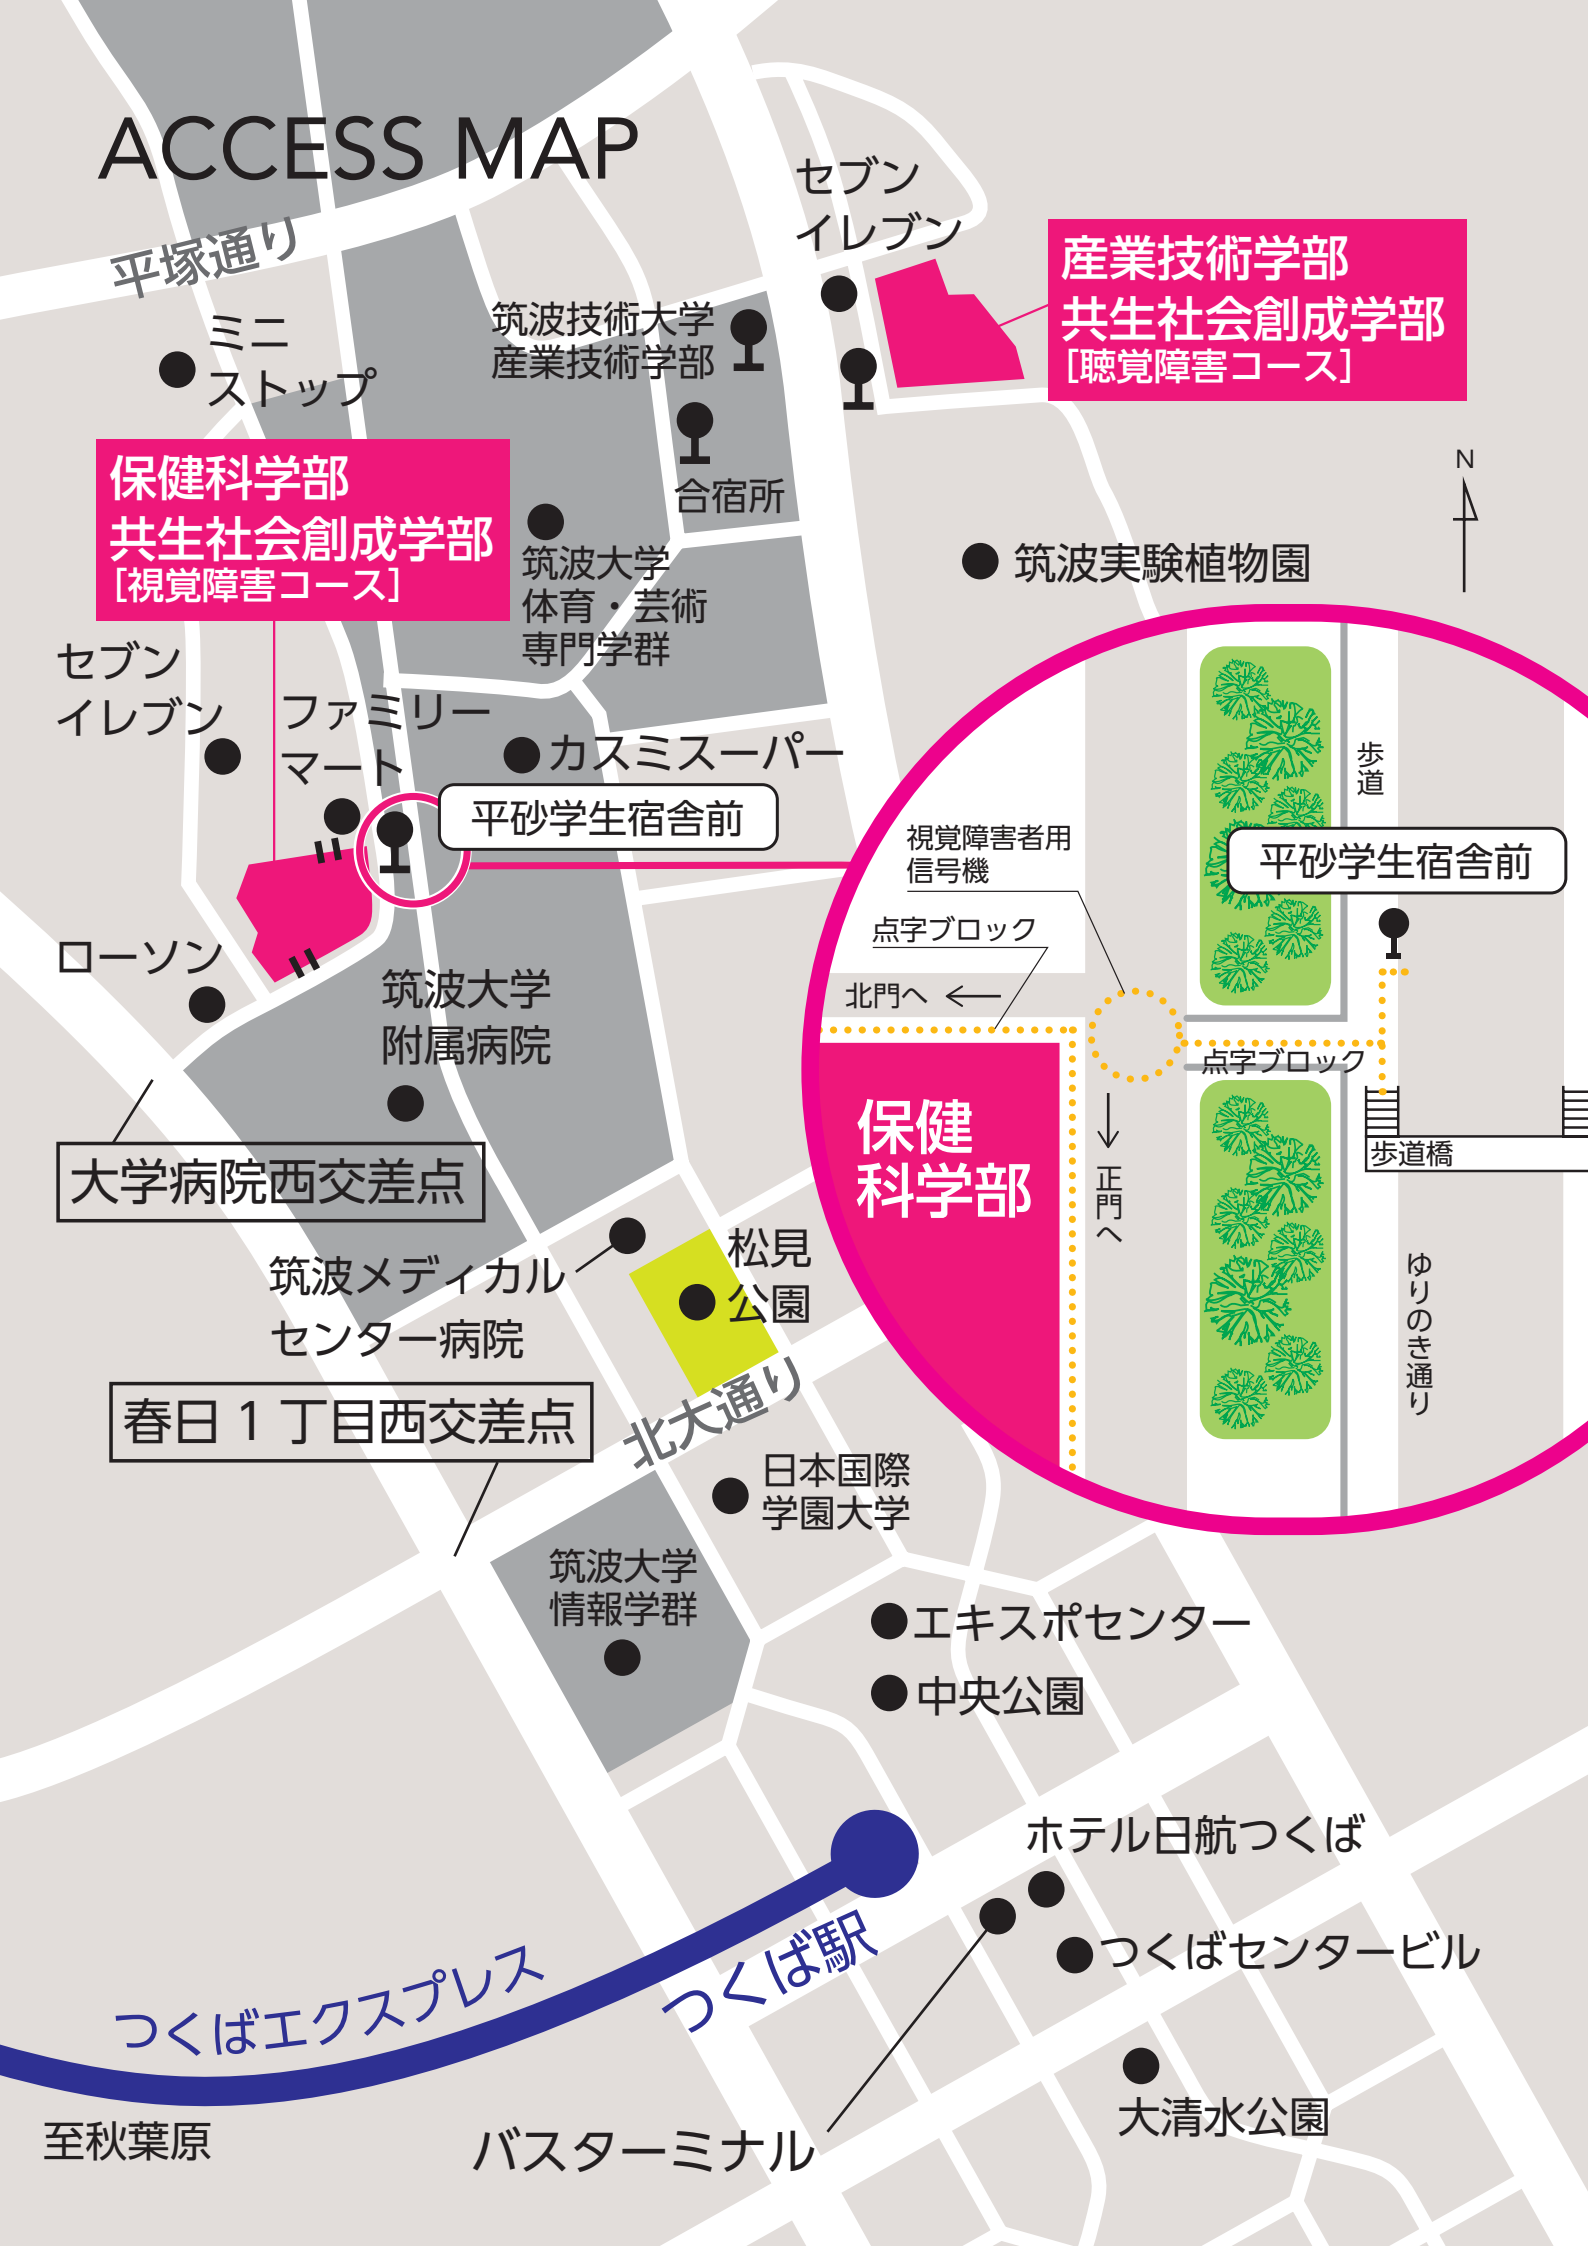 ACCESS MAP
平塚通り
セブン
イレブン
産業技術学部
共生社会創成学部
[聴覚障害コース]
ミニ
ストップ
筑波技術大学
産業技術学部
合宿所
保健科学部
共生社会創成学部
[視覚障害コース]
N
筑波大学
体育・芸術
専門学群
筑波実験植物園
セブン
イレブン
ファミリー
マート
カスミスーパー
平砂学生宿舎前
歩道
視覚障害者用
信号機
平砂学生宿舎前
点字ブロック
北門へ
点字ブロック
保健
科学部
正門へ
歩道橋
ゆりのき通り
ローソン
筑波大学
附属病院
大学病院西交差点
筑波メディカル
センター病院
松見
公園
春日1丁目西交差点
北大通り
日本国際
学園大学
筑波大学
情報学群
エキスポセンター
中央公園
ホテル日航つくば
つくばセンタービル
つくば駅
つくばエクスプレス
至秋葉原
バスターミナル
大清水公園